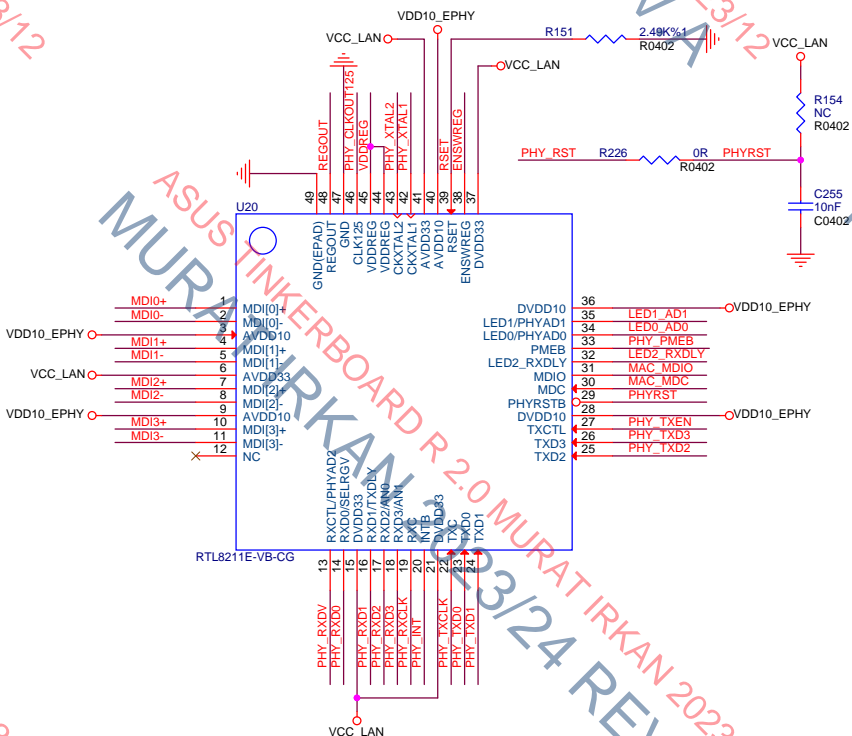 23/12
V A
23/12
VDD10_EPHY
VCC_LAN
R151
2.49K%1
R0402
VCC_LAN
VCC_LAN
R154
NC
R0402
REGOUT
PHY_CLKOUT125
VDDREG
PHY_XTAL2
PHY_XTAL1
RSET
ENSWREG
PHY_RST
R226
0R
R0402
PHYRST
C255
10nF
C0402
49
48
47
46
45
44
43
42
41
40
39
38
37
U20
GND(EPAD)
REGOUT
GND
CLK125
VDDREG
VDDREG
CKXTAL2
CKXTAL1
AVDD33
AVDD10
RSET
ENSWREG
DVDD33
MDI0+ 1 MDI[0]+
MDI0- 2 MDI[0]-
VDD10_EPHY 3 AVDD10
MDI1+ 4 MDI[1]+
MDI1- 5 MDI[1]-
VCC_LAN 6 AVDD33
MDI2+ 7 MDI[2]+
MDI2- 8 MDI[2]-
VDD10_EPHY 9 AVDD10
MDI3+ 10 MDI[3]+
MDI3- 11 MDI[3]-
12 NC
DVDD10 36 VDD10_EPHY
LED1/PHYAD1 35 LED1_AD1
LED0/PHYAD0 34 LED0_AD0
PMEB 33 PHY_PMEB
LED2_RXDLY 32 LED2_RXDLY
MDIO 31 MAC_MDIO
MDC 30 MAC_MDC
PHYRSTB 29 PHYRST
DVDD10 28 VDD10_EPHY
TXCTL 27 PHY_TXEN
TXD3 26 PHY_TXD3
TXD2 25 PHY_TXD2
RXCTL/PHYAD2
RXD0/SELRGV
DVDD33
RXD1/TXDLY
RXD2/AN0
RXD3/AN1
RXC
INTB
DVDD33
TXC
TXD0
TXD1
RTL8211E-VB-CG
13
14
15
16
17
18
19
20
21
22
23
24
PHY_RXDV
PHY_RXD0
PHY_RXD1
PHY_RXD2
PHY_RXD3
PHY_RXCLK
PHY_INT
PHY_TXCLK
PHY_TXD0
PHY_TXD1
VCC_LAN
ASUS TINKERBOARD R 2.0 MURAT IRKAN 2023
MURAT IRKAN 2023/24 REV